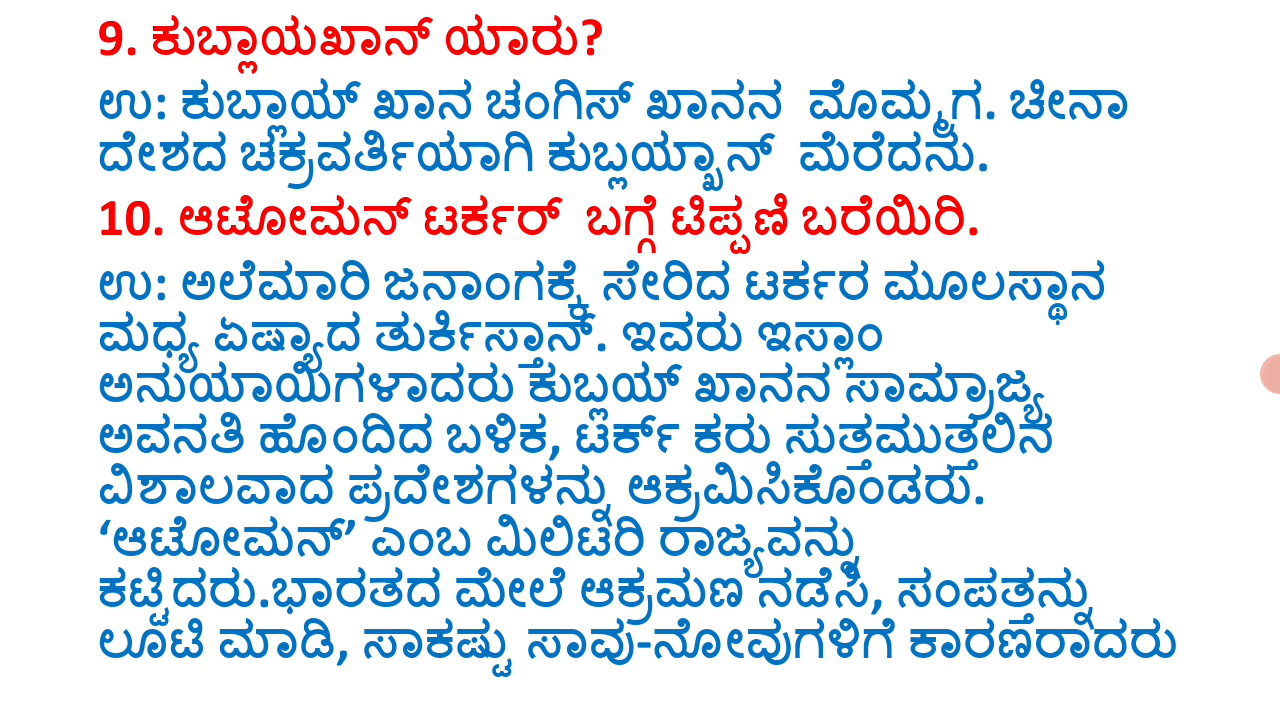 9. ಕುಬ್ಲಾಯಖಾನ್ ಯಾರು?
ಉ: ಕುಬ್ಲಾಯ್ ಖಾನ ಚಂಗಿಸ್ ಖಾನನ ಮೊಮ್ಮಗ. ಚೀನಾ
ದೇಶದ ಚಕ್ರವರ್ತಿಯಾಗಿ ಕುಬ್ಲಯ್ಖಾನ್ ಮೆರೆದನು.
10. ಆಟೋಮನ್ ಟರ್ಕರ್ ಬಗ್ಗೆ ಟಿಪ್ಪಣಿ ಬರೆಯಿರಿ.
ಉ: ಅಲೆಮಾರಿ ಜನಾಂಗಕ್ಕೆ ಸೇರಿದ ಟರ್ಕರ ಮೂಲಸ್ಥಾನ
ಮಧ್ಯ ಏಷ್ಯಾದ ತುರ್ಕಿಸ್ತಾನ್. ಇವರು ಇಸ್ಲಾಂ
ಅನುಯಾಯಿಗಳಾದರು ಕುಬ್ಲಯ್ ಖಾನನ ಸಾಮ್ರಾಜ್ಯ
ಅವನತಿ ಹೊಂದಿದ ಬಳಿಕ, ಟರ್ಕ್ ಕರು ಸುತ್ತಮುತ್ತಲಿನ
ವಿಶಾಲವಾದ ಪ್ರದೇಶಗಳನ್ನು ಆಕ್ರಮಿಸಿಕೊಂಡರು.
‘ಆಟೋಮನ್’ ಎಂಬ ಮಿಲಿಟರಿ ರಾಜ್ಯವನ್ನು
ಕಟ್ಟಿದರು.ಭಾರತದ ಮೇಲೆ ಆಕ್ರಮಣ ನಡೆಸಿ, ಸಂಪತ್ತನ್ನು
ಲೂಟಿ ಮಾಡಿ, ಸಾಕಷ್ಟು ಸಾವು-ನೋವುಗಳಿಗೆ ಕಾರಣರಾದರು